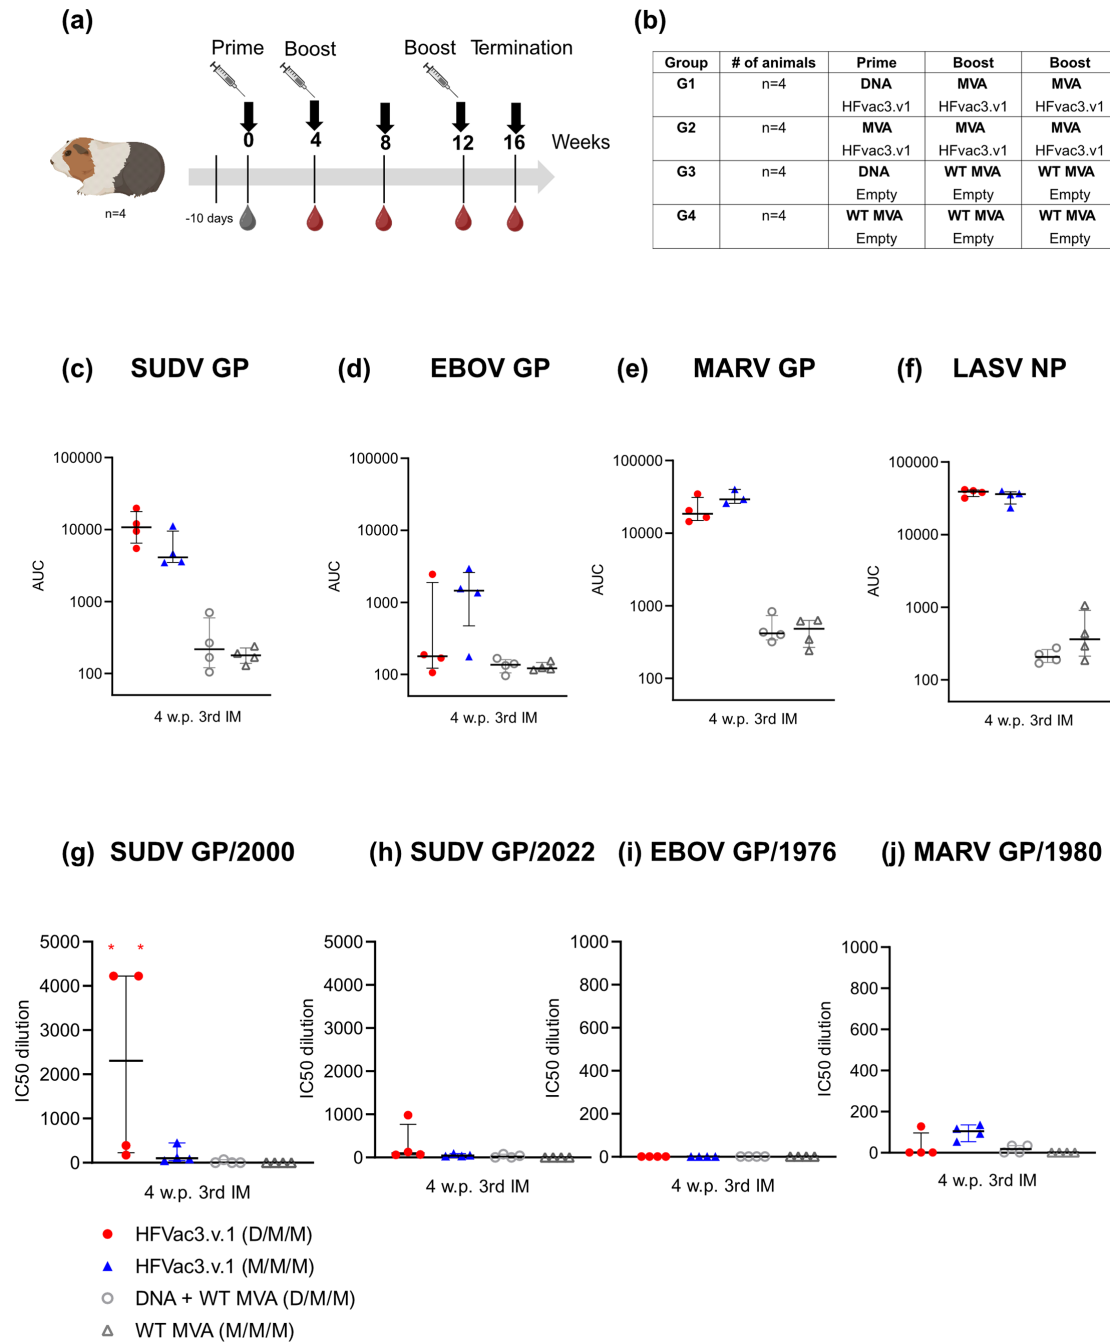 (a)
Prime
Boost
Boost
Termination
0
4
8
12
16
Weeks
n=4
-10 days
(b)
Group # of animals Prime Boost Boost
G1 n=4 DNA MVA MVA
HFvac3.v1 HFvac3.v1 HFvac3.v1
G2 n=4 MVA MVA MVA
HFvac3.v1 HFvac3.v1 HFvac3.v1
G3 n=4 DNA WT MVA WT MVA
Empty Empty Empty
G4 n=4 WT MVA WT MVA WT MVA
Empty Empty Empty
(c) SUDV GP
100000
10000
1000
100
AUC
4 w.p. 3rd IM
(d) EBOV GP
100000
10000
1000
100
AUC
4 w.p. 3rd IM
(e) MARV GP
100000
10000
1000
100
AUC
4 w.p. 3rd IM
(f) LASV NP
100000
10000
1000
100
AUC
4 w.p. 3rd IM
(g) SUDV GP/2000
5000
4000
3000
2000
1000
0
IC50 dilution
* *
4 w.p. 3rd IM
(h) SUDV GP/2022
5000
4000
3000
2000
1000
0
IC50 dilution
4 w.p. 3rd IM
(i) EBOV GP/1976
1000
800
600
400
200
0
IC50 dilution
4 w.p. 3rd IM
(j) MARV GP/1980
1000
800
600
400
200
0
IC50 dilution
4 w.p. 3rd IM
HFVac3.v.1 (D/M/M)
HFVac3.v.1 (M/M/M)
DNA + WT MVA (D/M/M)
WT MVA (M/M/M)